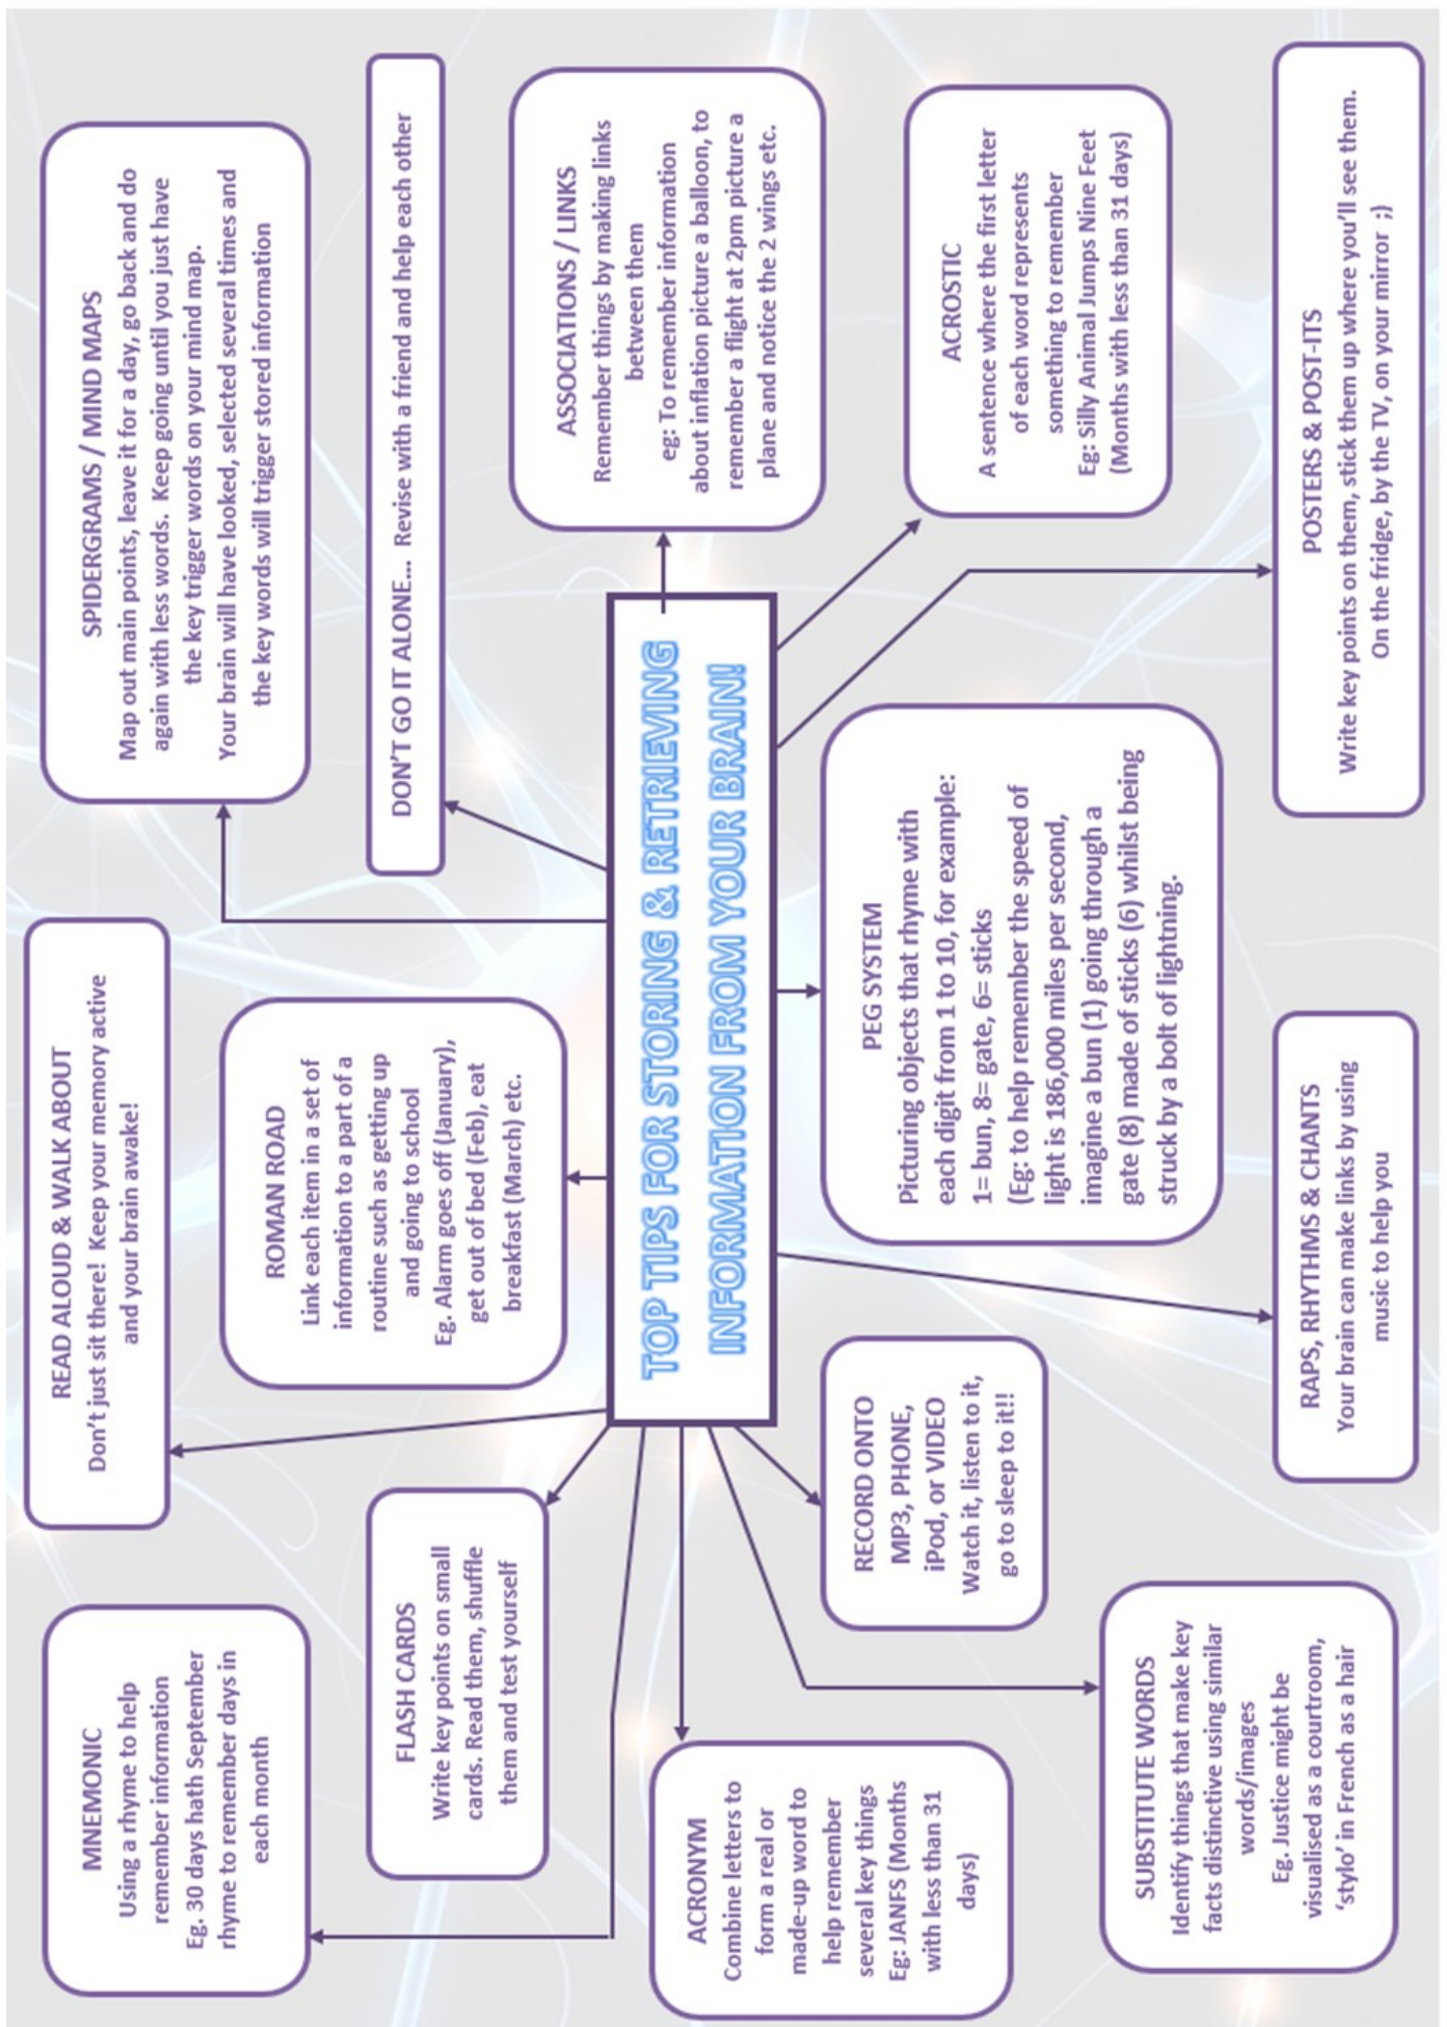 MNEMONIC
Using a rhyme to help
remember information
Eg. 30 days hath September
rhyme to remember days in
each month
READ ALOUD & WALK ABOUT
Don't just sit there!  Keep your memory active
and your brain awake!
SPIDERGRAMS / MIND MAPS
Map out main points, leave it for a day, go back and do
again with less words.  Keep going until you just have
the key trigger words on your mind map.
Your brain will have looked, selected several times and
the key words will trigger stored information
FLASH CARDS
Write key points on small
cards. Read them, shuffle
them and test yourself
ROMAN ROAD
Link each item in a set of
information to a part of a
routine such as getting up
and going to school
Eg. Alarm goes off (January),
get out of bed (Feb), eat
breakfast (March) etc.
DON'T GO IT ALONE...  Revise with a friend and help each other
TOP TIPS FOR STORING & RETRIEVING
INFORMATION FROM YOUR BRAIN!
ASSOCIATIONS / LINKS
Remember things by making links
between them
eg: To remember information
about inflation picture a balloon, to
remember a flight at 2pm picture a
plane and notice the 2 wings etc.
ACRONYM
Combine letters to
form a real or
made-up word to
help remember
several key things
Eg: JANFS (Months
with less than 31
days)
RECORD ONTO
MP3, PHONE,
iPod, or VIDEO
Watch it, listen to it,
go to sleep to it!!
PEG SYSTEM
Picturing objects that rhyme with
each digit from 1 to 10, for example:
1= bun, 8= gate, 6= sticks
(Eg: to help remember the speed of
light is 186,000 miles per second,
imagine a bun (1) going through a
gate (8) made of sticks (6) whilst being
struck by a bolt of lightning.
ACROSTIC
A sentence where the first letter
of each word represents
something to remember
Eg: Silly Animal Jumps Nine Feet
(Months with less than 31 days)
SUBSTITUTE WORDS
Identify things that make key
facts distinctive using similar
words/images
Eg. Justice might be
visualised as a courtroom,
'stylo' in French as a hair
RAPS, RHYTHMS & CHANTS
Your brain can make links by using
music to help you
POSTERS & POST-ITS
Write key points on them, stick them up where you'll see them.
On the fridge, by the TV, on your mirror ;)